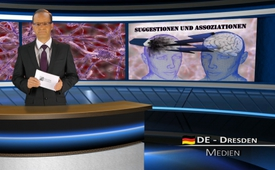 SUGGESTIONEN UND ASSOZIATIONEN
DE - DRESDEN
MEDIEN